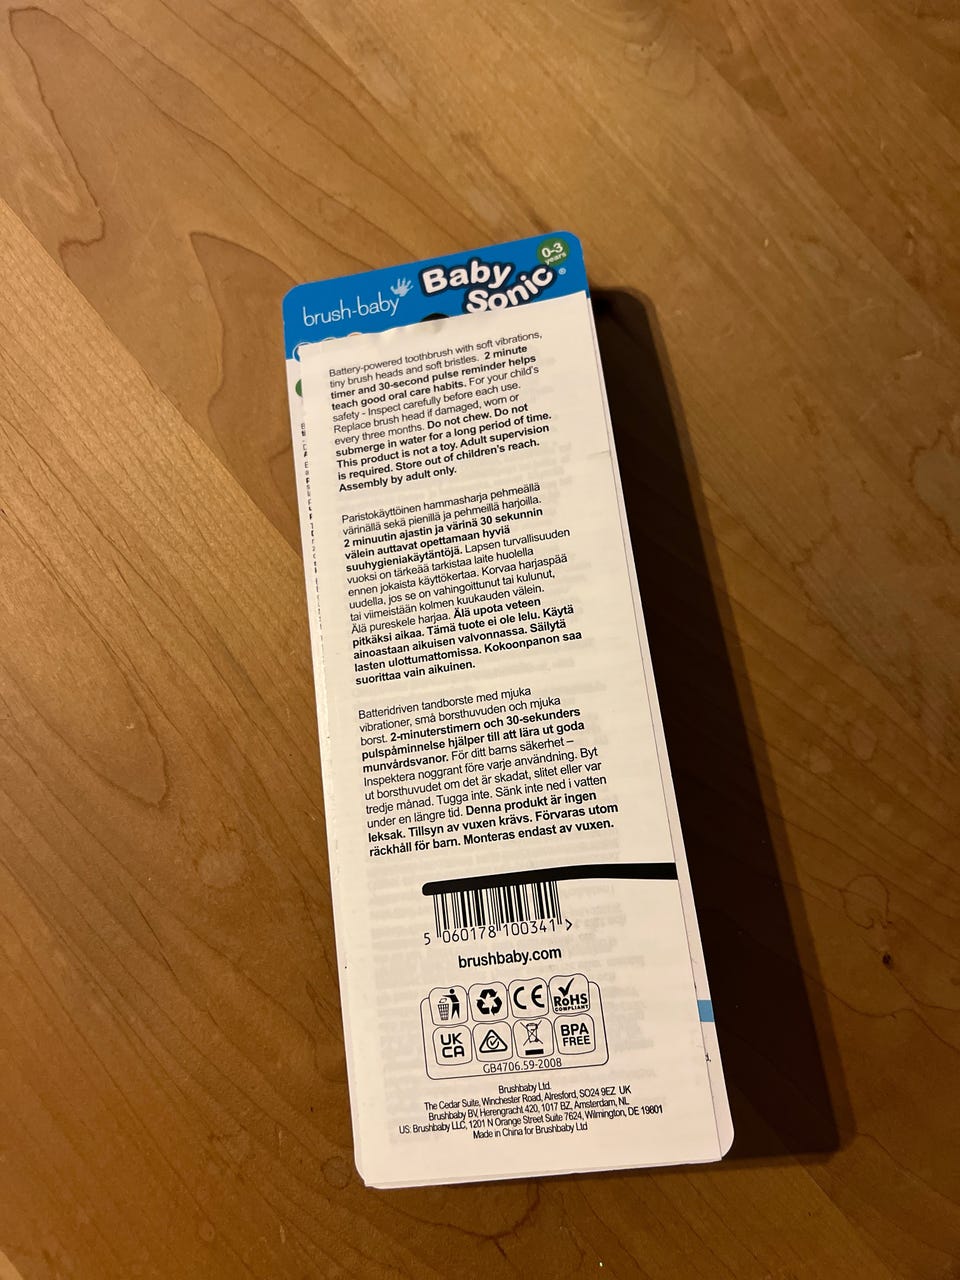 brush-baby
Baby
Sonic®
0-3
years
Battery-powered toothbrush with soft vibrations,
tiny brush heads and soft bristles. 2 minute
timer and 30-second pulse reminder helps
teach good oral care habits. For your child's
safety - Inspect carefully before each use.
Replace brush head if damaged, worn or
every three months. Do not chew. Do not
submerge in water for a long period of time.
This product is not a toy. Adult supervision
is required. Store out of children's reach.
Assembly by adult only.
Paristokäyttöinen hammasharja pehmeällä
värinällä sekä pienillä ja pehmeillä harjoilla.
2 minuutin ajastin ja värinä 30 sekunnin
välein auttavat opettamaan hyviä
suuhygieniakäytäntöjä. Lapsen turvallisuuden
vuoksi on tärkeää tarkistaa laite huolella
ennen jokaista käyttökertaa. Korvaa harjaspää
uudella, jos se on vahingoittunut tai kulunut,
tai viimeistään kolmen kuukauden välein.
Älä pureskele harjaa. Älä upota veteen
pitkäksi aikaa. Tämä tuote ei ole lelu. Käytä
ainoastaan aikuisen valvonnassa. Säilytä
lasten ulottumattomissa. Kokoonpanon saa
suorittaa vain aikuinen.
Batteridriven tandborste med mjuka
vibrationer, små borsthuvuden och mjuka
borst. 2-minuterstimern och 30-sekunders
pulspåminnelse hjälper till att lära ut goda
munvårdsvanor. För ditt barns säkerhet –
Inspektera noggrant före varje användning. Byt
ut borsthuvudet om det är skadat, slitet eller var
tredje månad. Tugga inte. Sänk inte ned i vatten
under en längre tid. Denna produkt är ingen
leksak. Tillsyn av vuxen krävs. Förvaras utom
räckhåll för barn. Monteras endast av vuxen.
5 060178 100341 >
brushbaby.com
CE
RoHS
COMPLIANT
UK
CA
BPA
FREE
GB4706.59-2008
Brushbaby Ltd.
The Cedar Suite, Winchester Road, Alresford, SO24 9EZ UK
Brushbaby BV, Herengracht 420, 1017 BZ, Amsterdam, NL
US: Brushbaby LLC, 1201 N Orange Street Suite 7624, Wilmington, DE 19801
Made in China for Brushbaby Ltd